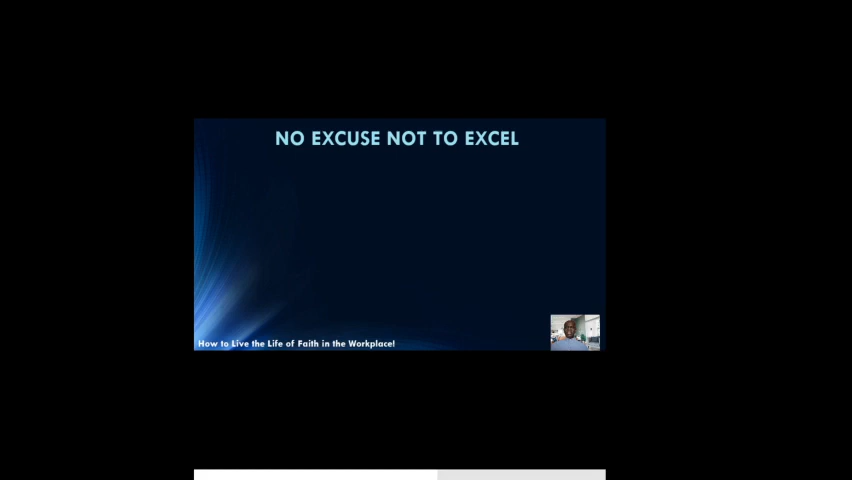 NO EXCUSE NOT TO EXCEL
How to Live the Life of Faith in the Workplace!